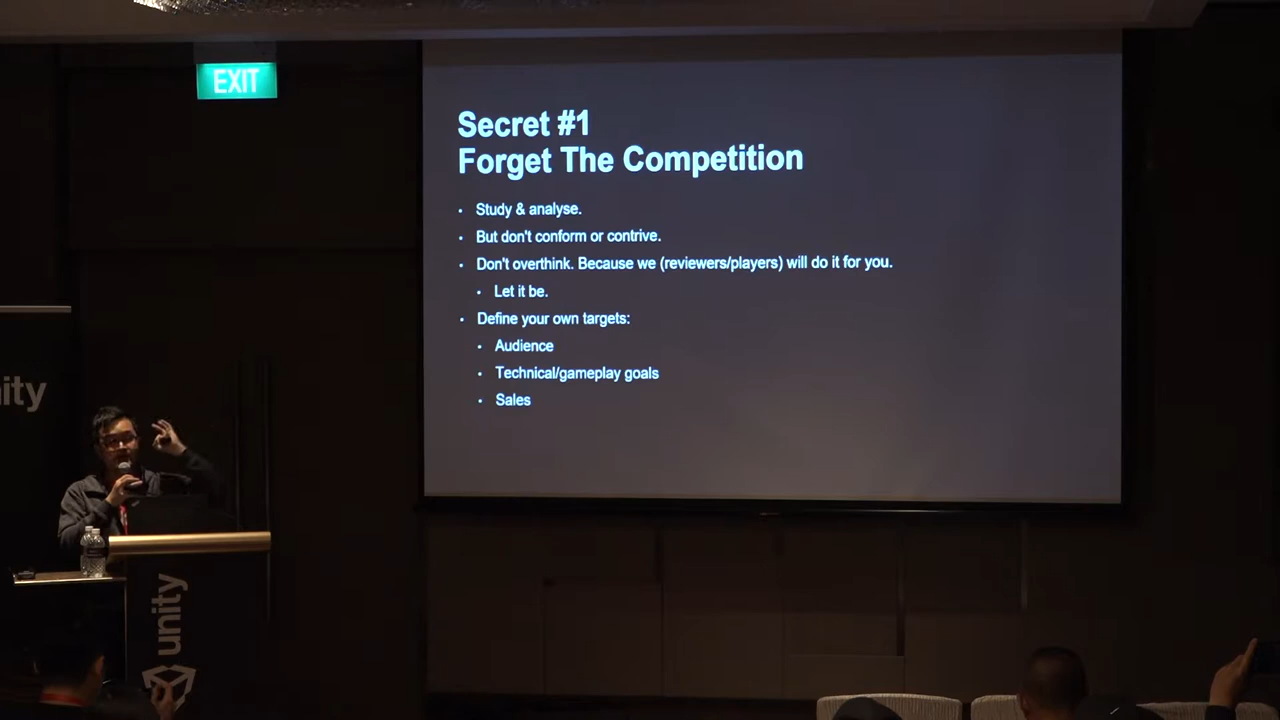 EXIT
Secret #1
Forget The Competition
• Study & analyse.
• But don't conform or contrive.
• Don't overthink. Because we (reviewers/players) will do it for you.
• Let it be.
• Define your own targets:
• Audience
• Technical/gameplay goals
• Sales
ity
unity